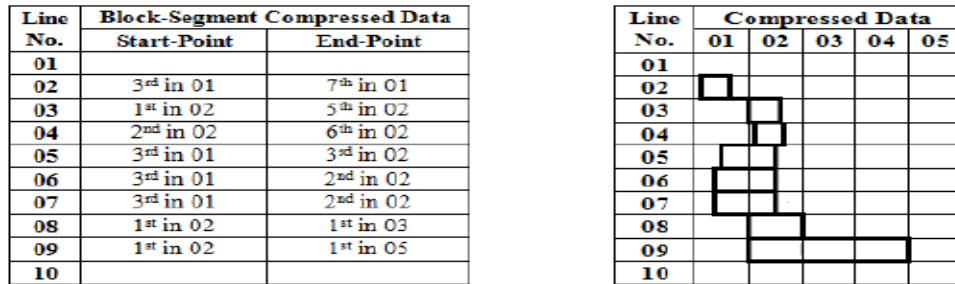 Line Block-Segment Compressed Data
No. Start-Point End-Point
01
02 3rd in 01 7th in 01
03 1st in 02 5th in 02
04 2nd in 02 6th in 02
05 3rd in 01 3rd in 02
06 3rd in 01 2nd in 02
07 3rd in 01 2nd in 02
08 1st in 02 1st in 03
09 1st in 02 1st in 05
10
Line Compressed Data
No. 01 02 03 04 05
01
02
03
04
05
06
07
08
09
10